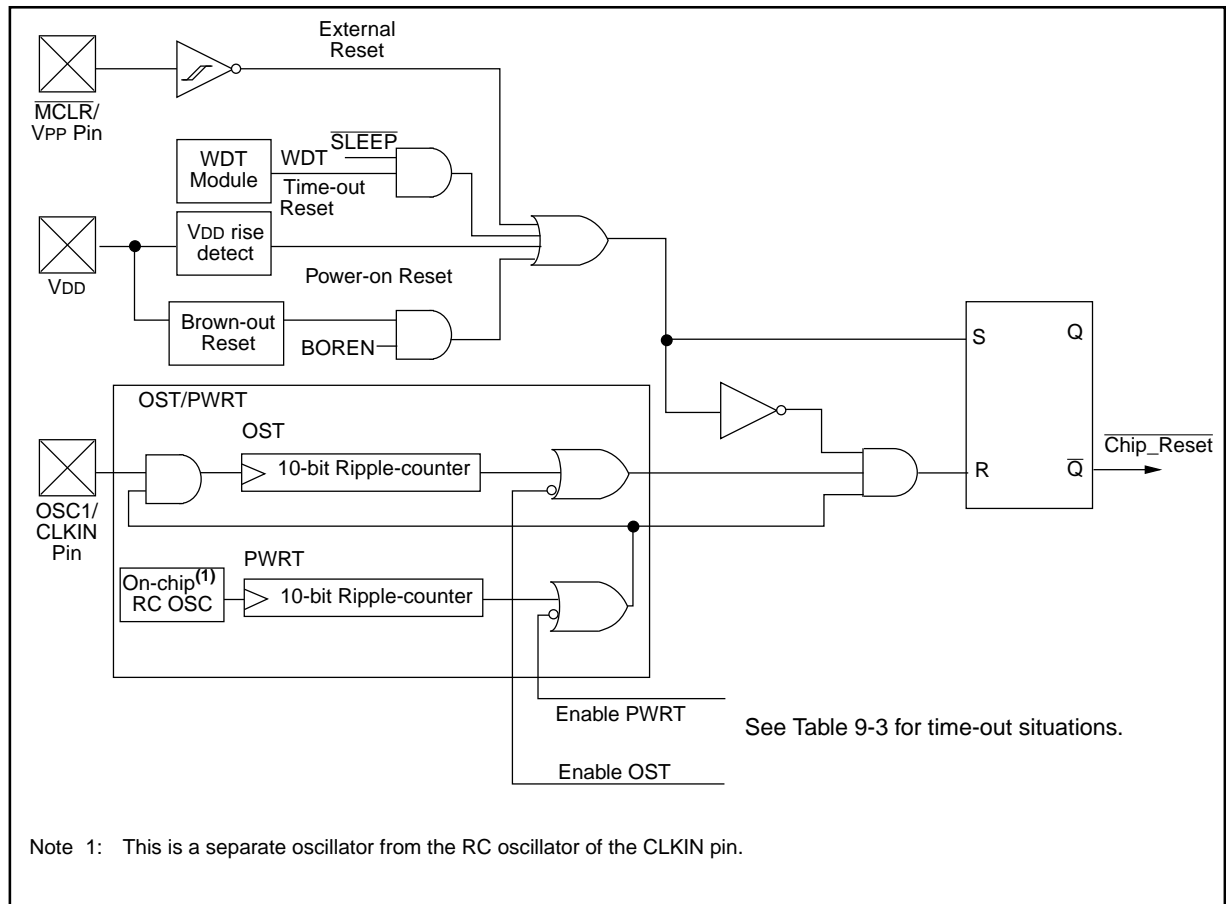 External
Reset
MCLR/
VPP Pin
SLEEP
WDT
Module
WDT
Time-out
Reset
VDD rise
detect
VDD
Power-on Reset
Brown-out
Reset
BOREN
S
Q
OST/PWRT
OST
10-bit Ripple-counter
Chip_Reset
R
Q
OSC1/
CLKIN
Pin
PWRT
On-chip(1)
RC OSC
10-bit Ripple-counter
Enable PWRT
See Table 9-3 for time-out situations.
Enable OST
Note 1: This is a separate oscillator from the RC oscillator of the CLKIN pin.